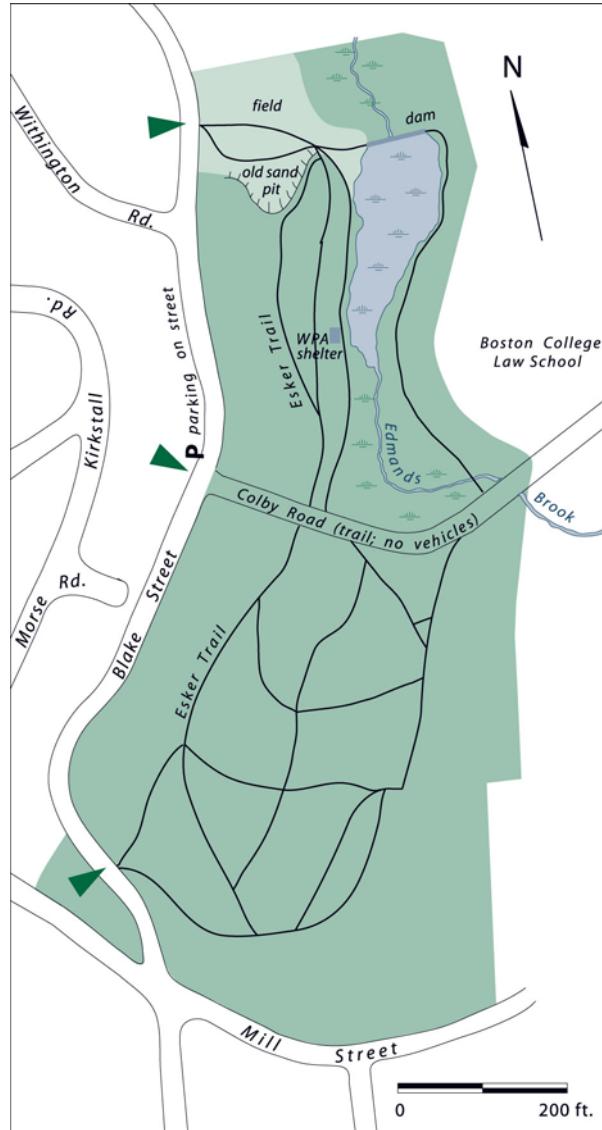 N
dam
field
old sand
pit
Withington
Rd.
parking on street
P
Rd.
Kirkstall
Esker Trail
WPA
shelter
Boston College
Law School
Edmands
Brook
Colby Road (trail; no vehicles)
Morse Rd.
Blake Street
Esker Trail
Mill Street
0 200 ft.